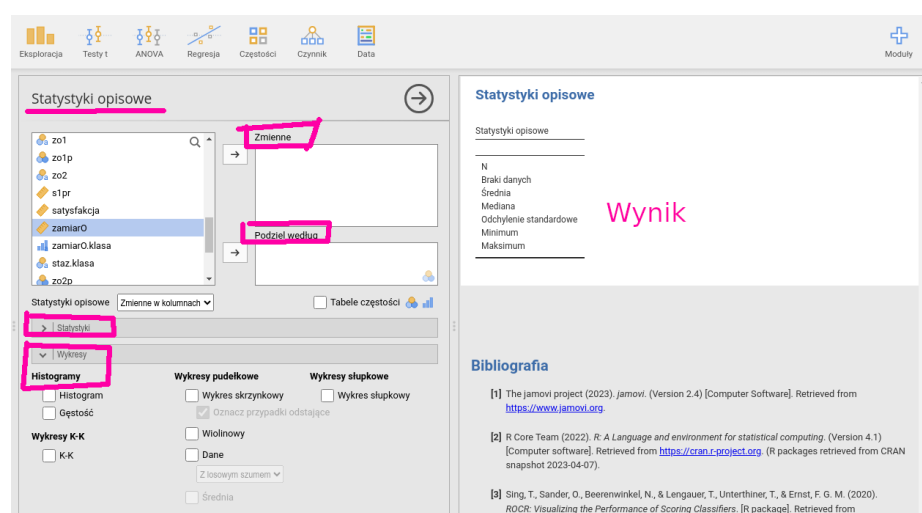 Eksploracja Testy t ANOVA Regresja Częstości Czynnik Data Moduły
Statystyki opisowe
zo1
zo1p
zo2
s1pr
satysfakcja
zamiarO
zamiarO.klasa
staz.klasa
zo2p
Zmienne
Podziel według
Statystyki opisowe Zmienne w kolumnach Tabele częstości
Statystyki
Wykresy
Histogramy Wykresy pudełkowe Wykresy słupkowe
Histogram Wykres skrzynkowy Wykres słupkowy
Gęstość Oznacz przypadki odstające
Wykresy K-K Wiolinowy
K-K Dane
Z losowym szumem
Średnia
Statystyki opisowe
Statystyki opisowe
N
Braki danych
Średnia
Mediana
Odchylenie standardowe
Minimum
Maksimum
Wynik
Bibliografia
[1] The jamovi project (2023). jamovi. (Version 2.4) [Computer Software]. Retrieved from
https://www.jamovi.org.
[2] R Core Team (2022). R: A Language and environment for statistical computing. (Version 4.1)
[Computer software]. Retrieved from https://cran.r-project.org. (R packages retrieved from CRAN
snapshot 2023-04-07).
[3] Sing, T., Sander, O., Beerenwinkel, N., & Lengauer, T., Unterthiner, T., & Ernst, F. G. M. (2020).
ROCR: Visualizing the Performance of Scoring Classifiers. [R package]. Retrieved from